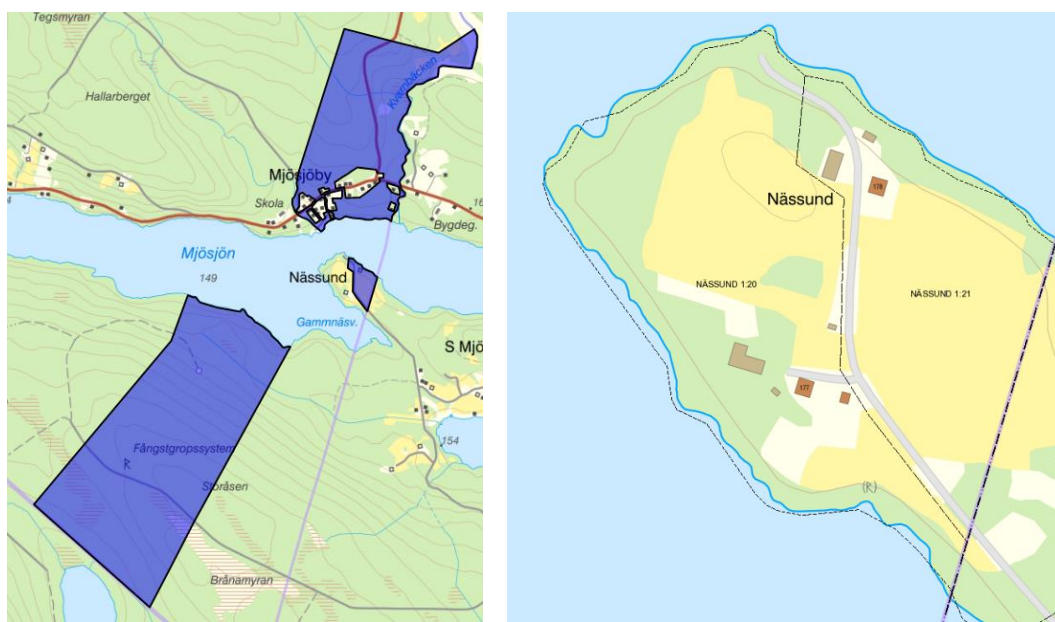 Tegsmyran
Hallarberget
Kvarnbäcken
Mjösjöby
Skola
Bygdeg.
Mjösjön
149
Nässund
Gammnäsv.
S Mjö
154
Fångstgropssystem
R
Storåsen
Brånamyran
178
Nässund
NÄSSUND 1:20
NÄSSUND 1:21
177
(R)